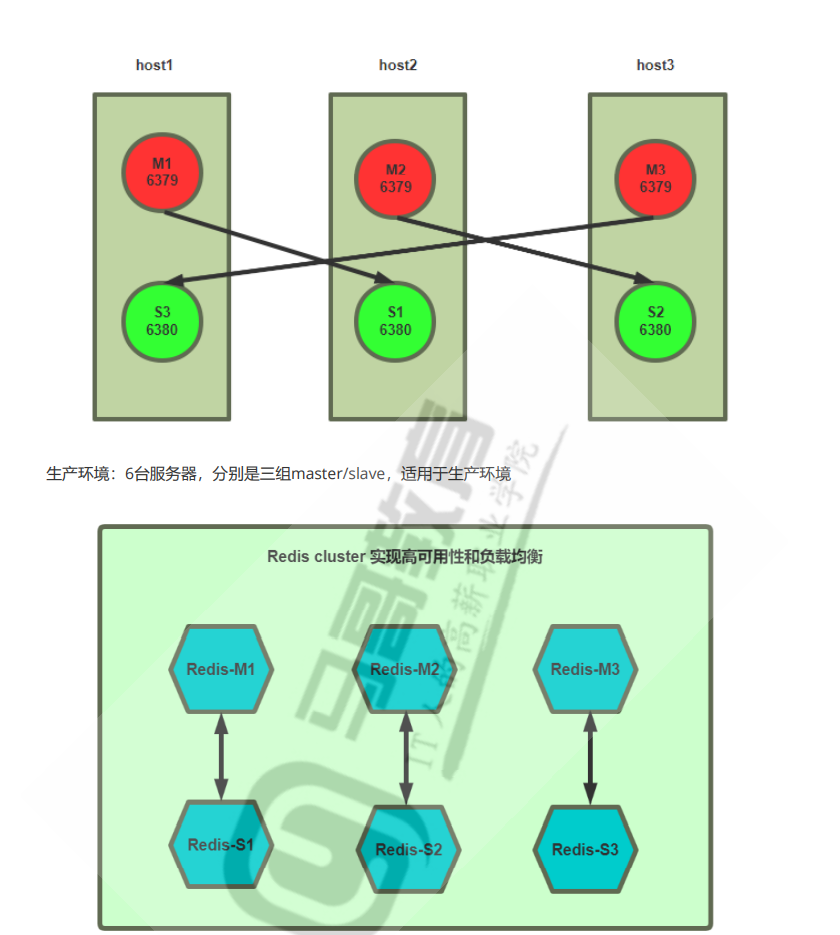 host1
host2
host3
M1
6379
M2
6379
M3
6379
S3
6380
S1
6380
S2
6380
生产环境：6台服务器，分别是三组master/slave，适用于生产环境
Redis cluster 实现高可用性和负载均衡
Redis-M1
Redis-M2
Redis-M3
Redis-S1
Redis-S2
Redis-S3
马哥教育
IT人的高薪职业学院